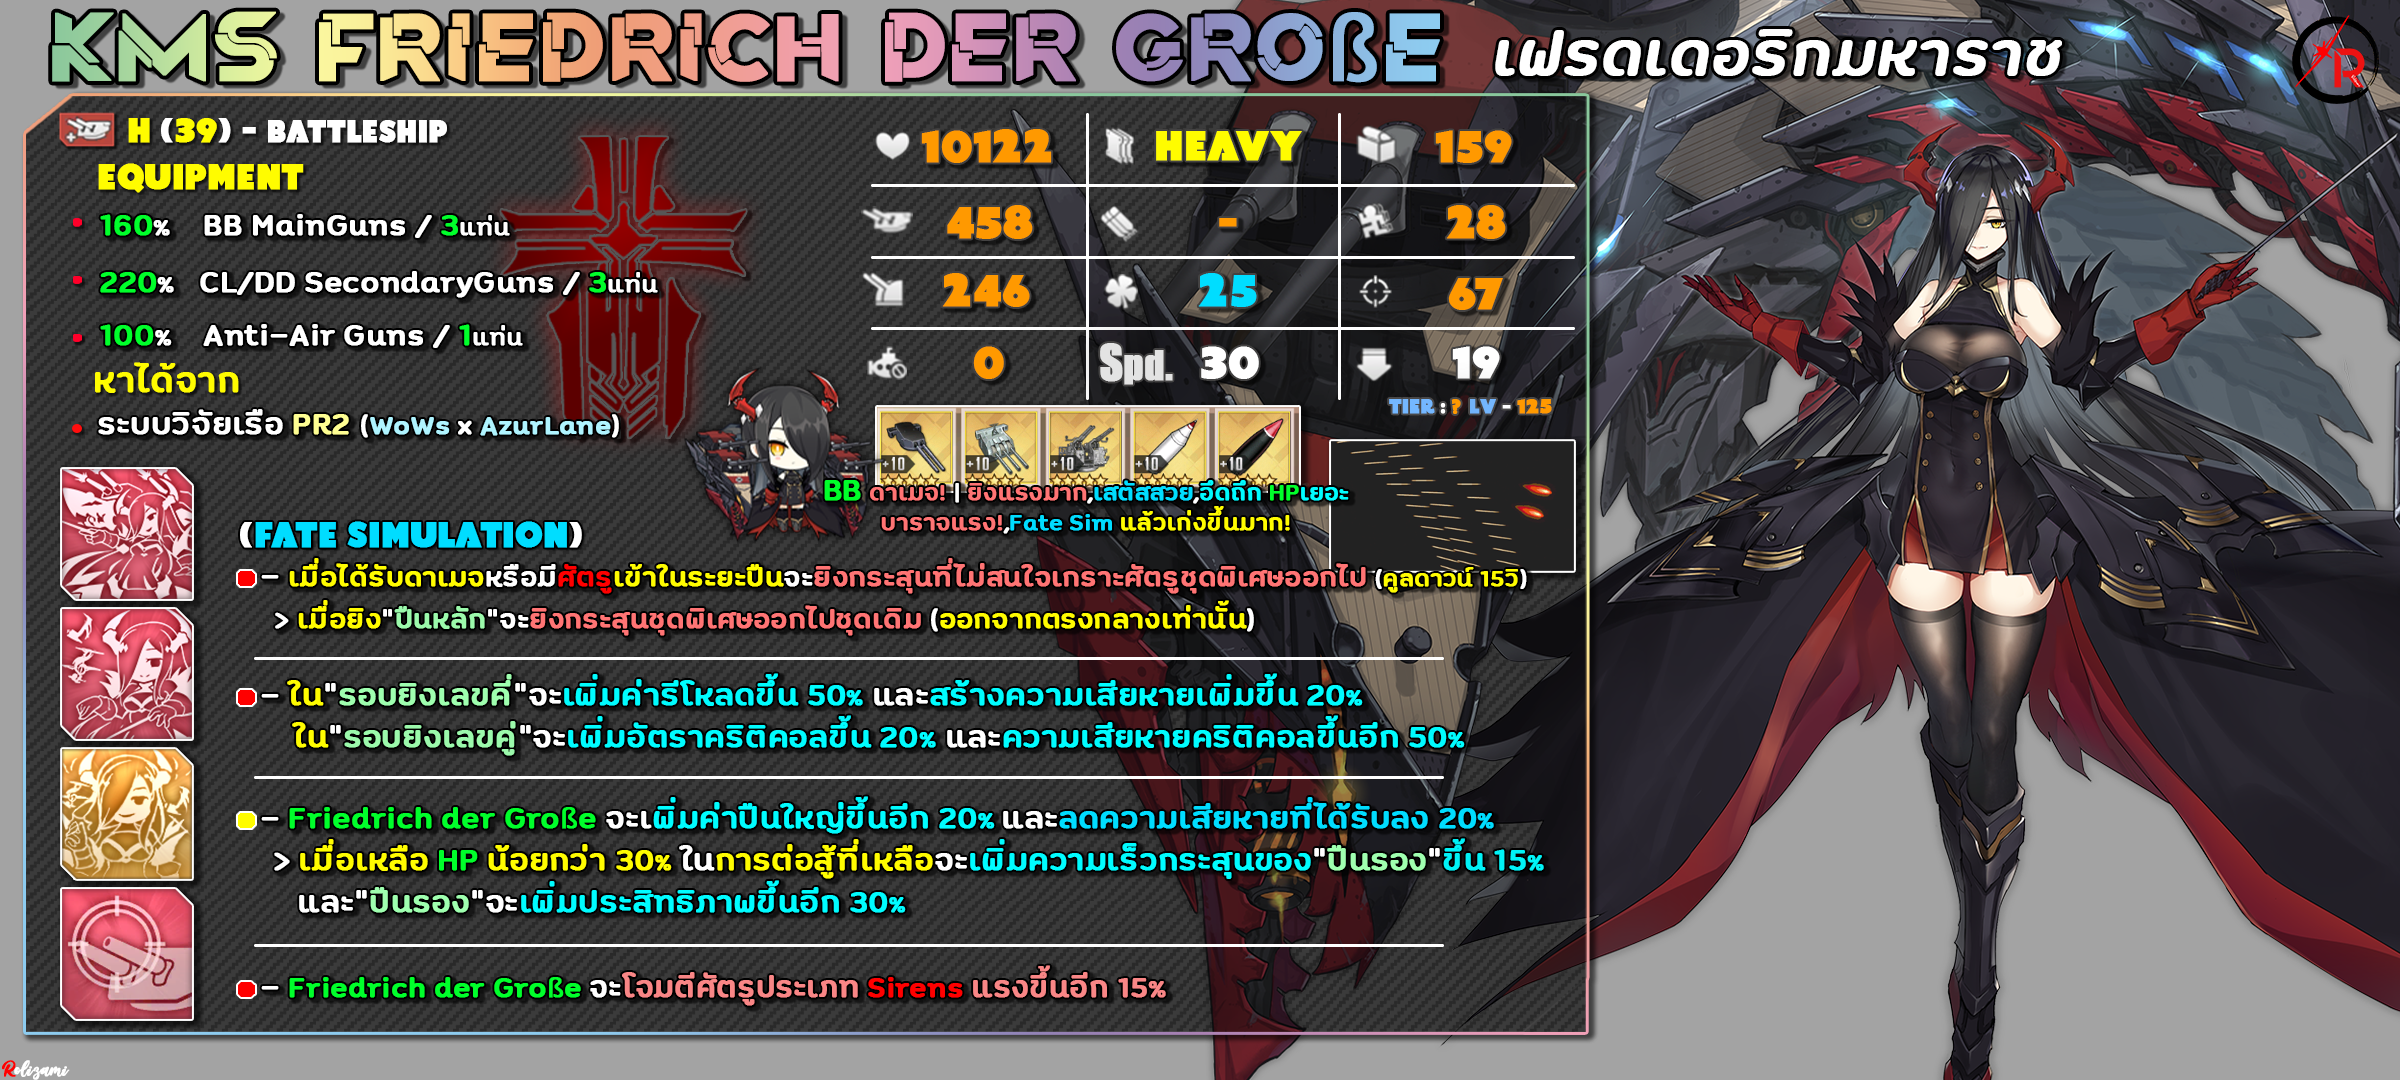 KMS FRIEDRICH DER GROßE
เฟรดเดอริกมหาราช
R
H (39) - BATTLESHIP
EQUIPMENT
160% BB MainGuns / 3แท่น
220% CL/DD SecondaryGuns / 3แท่น
100% Anti-Air Guns / 1แท่น
หาได้จาก
ระบบวิจัยเรือ PR2 (WoWs x AzurLane)
10122 HEAVY 159
458 - 28
246 25 67
0 Spd. 30 19
TIER : ? LV - 125
+10 +10 +10 +10 +10
BB ดาเมจ! | ยิงแรงมาก,เสตัสสวย,อึดถึก HPเยอะ
บาราจแรง!,Fate Sim แล้วเก่งขึ้นมาก!
(FATE SIMULATION)
- เมื่อได้รับดาเมจหรือมีศัตรูเข้าในระยะปืนจะยิงกระสุนที่ไม่สนใจเกราะศัตรูชุดพิเศษออกไป (คูลดาวน์ 15วิ)
> เมื่อยิง"ปืนหลัก"จะยิงกระสุนชุดพิเศษออกไปชุดเดิม (ออกจากตรงกลางเท่านั้น)
- ใน"รอบยิงเลขคี่"จะเพิ่มค่ารีโหลดขึ้น 50% และสร้างความเสียหายเพิ่มขึ้น 20%
ใน"รอบยิงเลขคู่"จะเพิ่มอัตราคริติคอลขึ้น 20% และความเสียหายคริติคอลขึ้นอีก 50%
- Friedrich der Große จะเพิ่มค่าปืนใหญ่ขึ้นอีก 20% และลดความเสียหายที่ได้รับลง 20%
> เมื่อเหลือ HP น้อยกว่า 30% ในการต่อสู้ที่เหลือจะเพิ่มความเร็วกระสุนของ"ปืนรอง"ขึ้น 15%
และ"ปืนรอง"จะเพิ่มประสิทธิภาพขึ้นอีก 30%
- Friedrich der Große จะโจมตีศัตรูประเภท Sirens แรงขึ้นอีก 15%
Rolizami